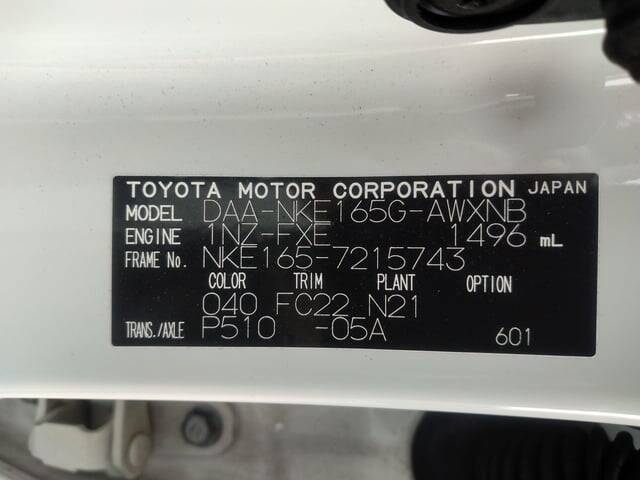 TOYOTA MOTOR CORPORATION JAPAN
MODEL DAA-NKE165G-AWXNB
ENGINE 1NZ-FXE 1496 mL
FRAME No. NKE165-7215743
COLOR TRIM PLANT OPTION
040 FC22 N21
TRANS./AXLE P510 -05A 601